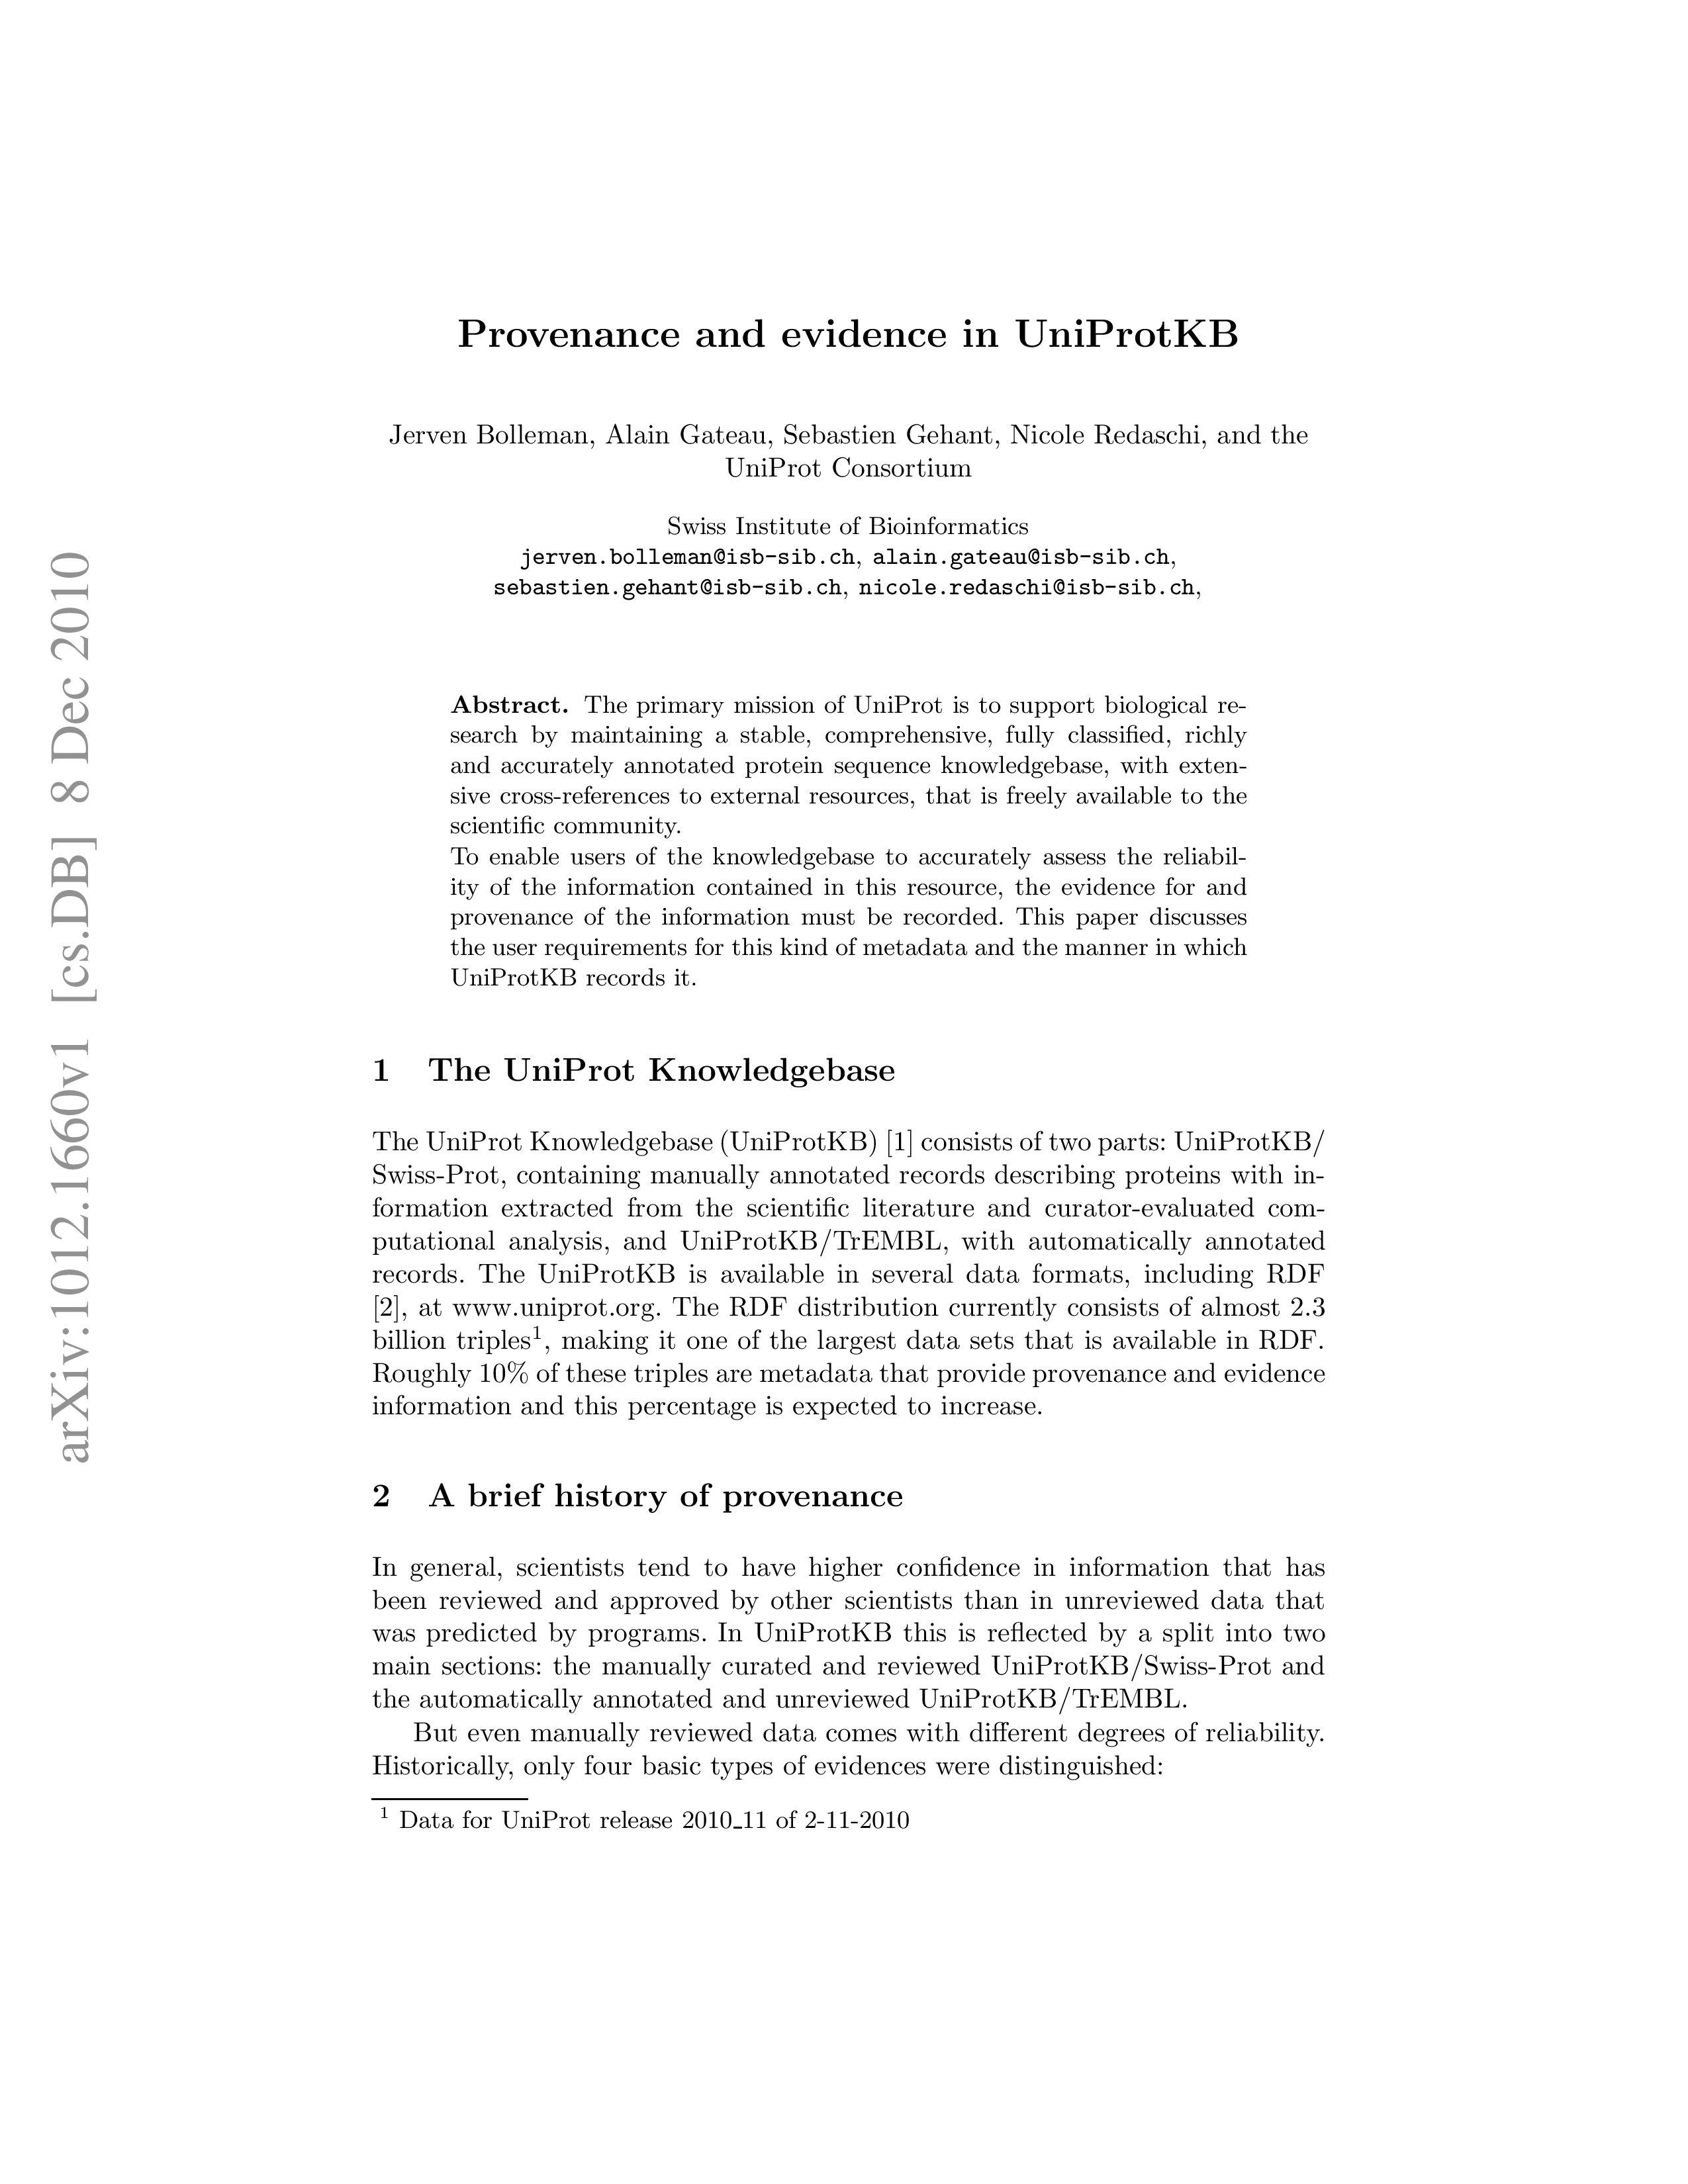 Provenance and evidence in UniProtKB
Jerven Bolleman, Alain Gateau, Sebastien Gehant, Nicole Redaschi, and the
UniProt Consortium
Swiss Institute of Bioinformatics
jerven.bolleman@isb-sib.ch, alain.gateau@isb-sib.ch,
sebastien.gehant@isb-sib.ch, nicole.redaschi@isb-sib.ch,
Abstract. The primary mission of UniProt is to support biological re-
search by maintaining a stable, comprehensive, fully classified, richly
and accurately annotated protein sequence knowledgebase, with exten-
sive cross-references to external resources, that is freely available to the
scientific community.
To enable users of the knowledgebase to accurately assess the reliabil-
ity of the information contained in this resource, the evidence for and
provenance of the information must be recorded. This paper discusses
the user requirements for this kind of metadata and the manner in which
UniProtKB records it.
1 The UniProt Knowledgebase
The UniProt Knowledgebase (UniProtKB) [1] consists of two parts: UniProtKB/
Swiss-Prot, containing manually annotated records describing proteins with in-
formation extracted from the scientific literature and curator-evaluated com-
putational analysis, and UniProtKB/TrEMBL, with automatically annotated
records. The UniProtKB is available in several data formats, including RDF
[2], at www.uniprot.org. The RDF distribution currently consists of almost 2.3
billion triples1, making it one of the largest data sets that is available in RDF.
Roughly 10% of these triples are metadata that provide provenance and evidence
information and this percentage is expected to increase.
2 A brief history of provenance
In general, scientists tend to have higher confidence in information that has
been reviewed and approved by other scientists than in unreviewed data that
was predicted by programs. In UniProtKB this is reflected by a split into two
main sections: the manually curated and reviewed UniProtKB/Swiss-Prot and
the automatically annotated and unreviewed UniProtKB/TrEMBL.
But even manually reviewed data comes with different degrees of reliability.
Historically, only four basic types of evidences were distinguished:
1 Data for UniProt release 2010_11 of 2-11-2010
arXiv:1012.1660v1 [cs.DB] 8 Dec 2010